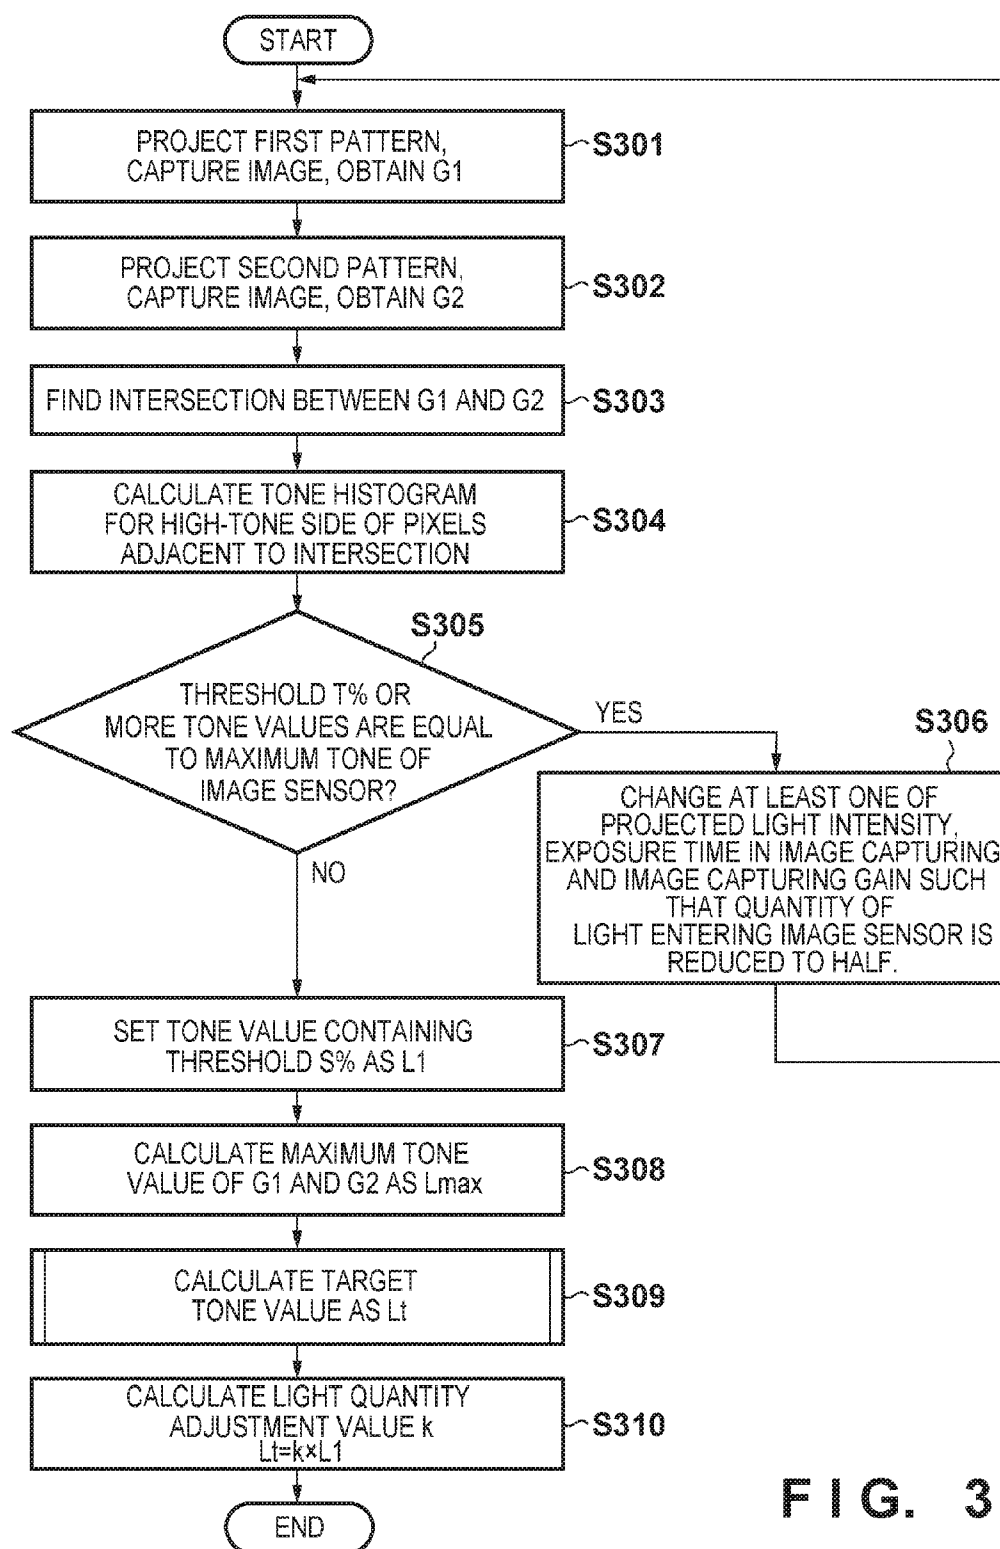 START
PROJECT FIRST PATTERN,
CAPTURE IMAGE, OBTAIN G1
S301
PROJECT SECOND PATTERN,
CAPTURE IMAGE, OBTAIN G2
S302
FIND INTERSECTION BETWEEN G1 AND G2
S303
CALCULATE TONE HISTOGRAM
FOR HIGH-TONE SIDE OF PIXELS
ADJACENT TO INTERSECTION
S304
S305
THRESHOLD T% OR
MORE TONE VALUES ARE EQUAL
TO MAXIMUM TONE OF
IMAGE SENSOR?
YES
NO
S306
CHANGE AT LEAST ONE OF
PROJECTED LIGHT INTENSITY,
EXPOSURE TIME IN IMAGE CAPTURING
AND IMAGE CAPTURING GAIN SUCH
THAT QUANTITY OF
LIGHT ENTERING IMAGE SENSOR IS
REDUCED TO HALF.
SET TONE VALUE CONTAINING
THRESHOLD S% AS L1
S307
CALCULATE MAXIMUM TONE
VALUE OF G1 AND G2 AS Lmax
S308
CALCULATE TARGET
TONE VALUE AS Lt
S309
CALCULATE LIGHT QUANTITY
ADJUSTMENT VALUE k
Lt=k×L1
S310
END
FIG. 3